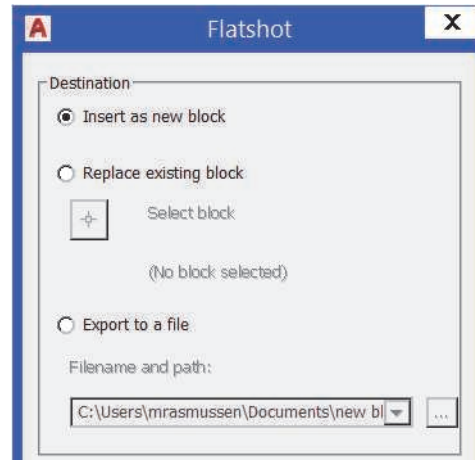 A
Flatshot
X
Destination
Insert as new block
Replace existing block
Select block
(No block selected)
Export to a file
Filename and path:
C:\Users\mrasmussen\Documents\new bl
...